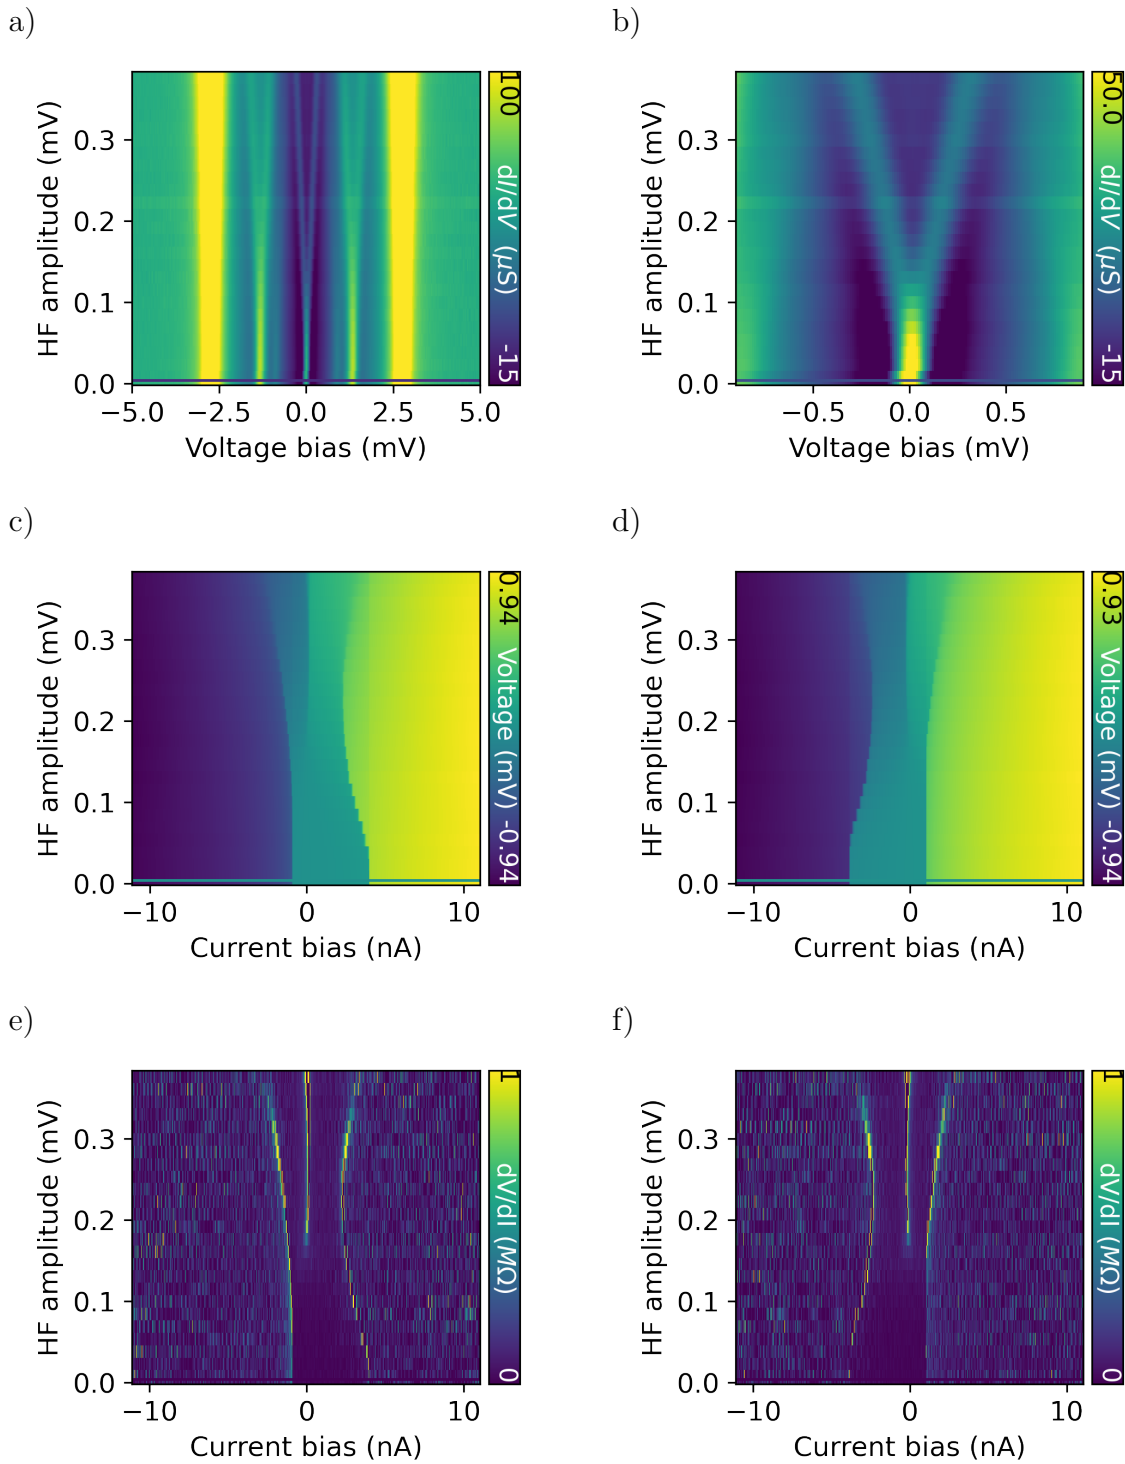 a)
b)
HF amplitude (mV)
0.3
0.2
0.1
0.0
−5.0 −2.5 0.0 2.5 5.0
Voltage bias (mV)
-15 dI/dV (μS) 100
HF amplitude (mV)
0.3
0.2
0.1
0.0
−0.5 0.0 0.5
Voltage bias (mV)
-15 dI/dV (μS) 50.0
c)
d)
HF amplitude (mV)
0.3
0.2
0.1
0.0
−10 0 10
Current bias (nA)
0.94 Voltage (mV) -0.94
HF amplitude (mV)
0.3
0.2
0.1
0.0
−10 0 10
Current bias (nA)
0.93 Voltage (mV) -0.94
e)
f)
HF amplitude (mV)
0.3
0.2
0.1
0.0
−10 0 10
Current bias (nA)
1 dV/dI (MΩ) 0
HF amplitude (mV)
0.3
0.2
0.1
0.0
−10 0 10
Current bias (nA)
1 dV/dI (MΩ) 0